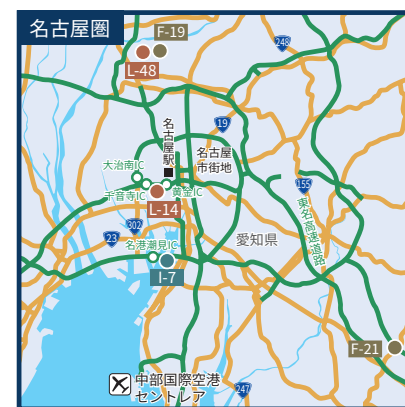 名古屋圏
F-19
L-48
248
19
名古屋駅
名古屋
市街地
大治南IC
千音寺IC
黄金IC
155
L-14
302
23
名港潮見IC
愛知県
東名高速道路
I-7
F-21
中部国際空港
セントレア
247